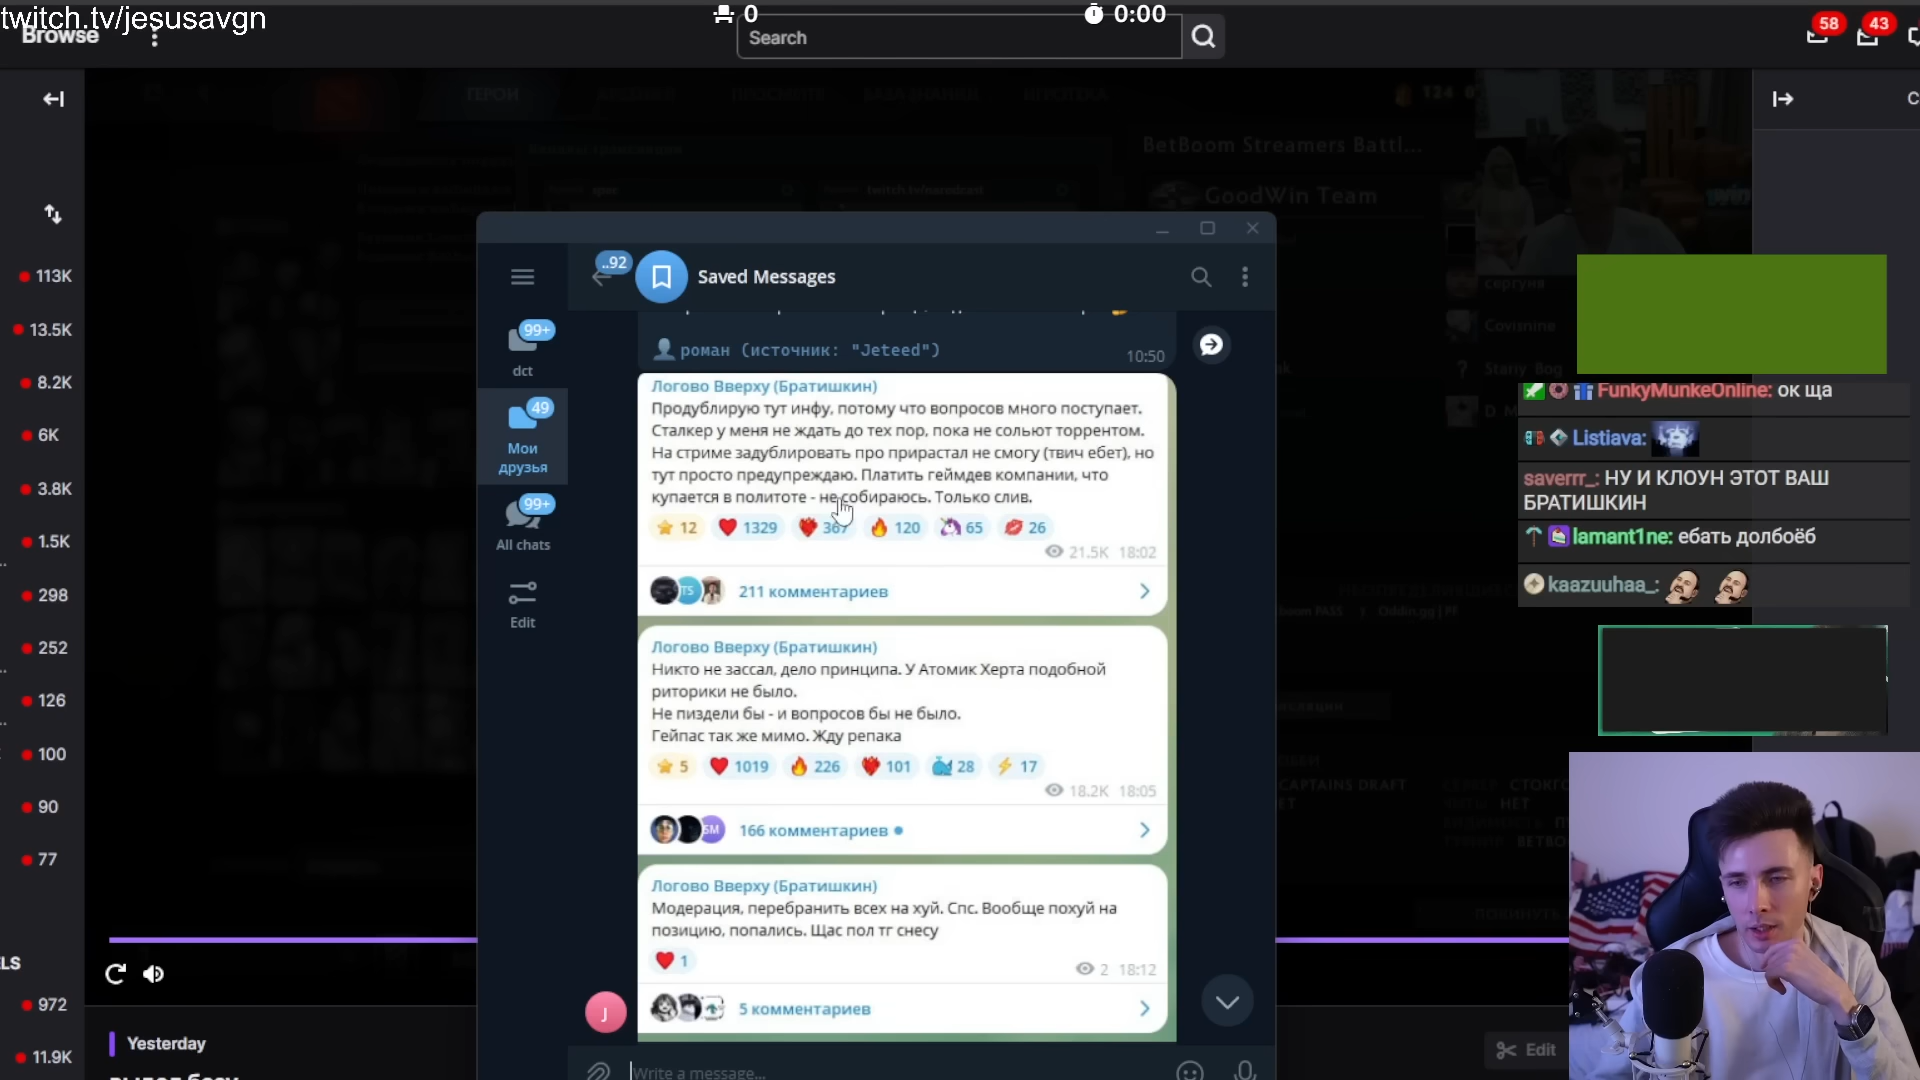 twitch.tv/jesusavgn
Browse
0
0:00
Search
58
43
ГЕРОИ
BetBoom Streamers Battl...
GoodWin Team
сергуня
Covisnine
113K
13.5K
8.2K
6K
3.8K
1.5K
298
252
126
100
90
77
LS
972
11.9K
..92
Saved Messages
99+
dct
49
Мои
друзья
99+
All chats
Edit
роман (источник: "Jeteed")
10:50
Логово Вверху (Братишкин)
Продублирую тут инфу, потому что вопросов много поступает.
Сталкер у меня не ждать до тех пор, пока не сольют торрентом.
На стриме задублировать про прирастал не смогу (твич ебет), но
тут просто предупреждаю. Платить геймдев компании, что
купается в политоте - не собираюсь. Только слив.
12 1329 367 120 65 26
21.5K 18:02
211 комментариев
Логово Вверху (Братишкин)
Никто не зассал, дело принципа. У Атомик Херта подобной
риторики не было.
Не пиздели бы - и вопросов бы не было.
Гейпас так же мимо. Жду репака
5 1019 226 101 28 17
18.2K 18:05
SM
166 комментариев
Логово Вверху (Братишкин)
Модерация, перебранить всех на хуй. Спс. Вообще похуй на
позицию, попались. Щас пол тг снесу
1
2 18:12
J
5 комментариев
Write a message...
FunkyMunkeOnline: ок ща
Listiava:
saverrr_: НУ И КЛОУН ЭТОТ ВАШ
БРАТИШКИН
lamant1ne: ебать долбоёб
kaazuuhaa_:
CAPTAINS DRAFT
Yesterday
Edit